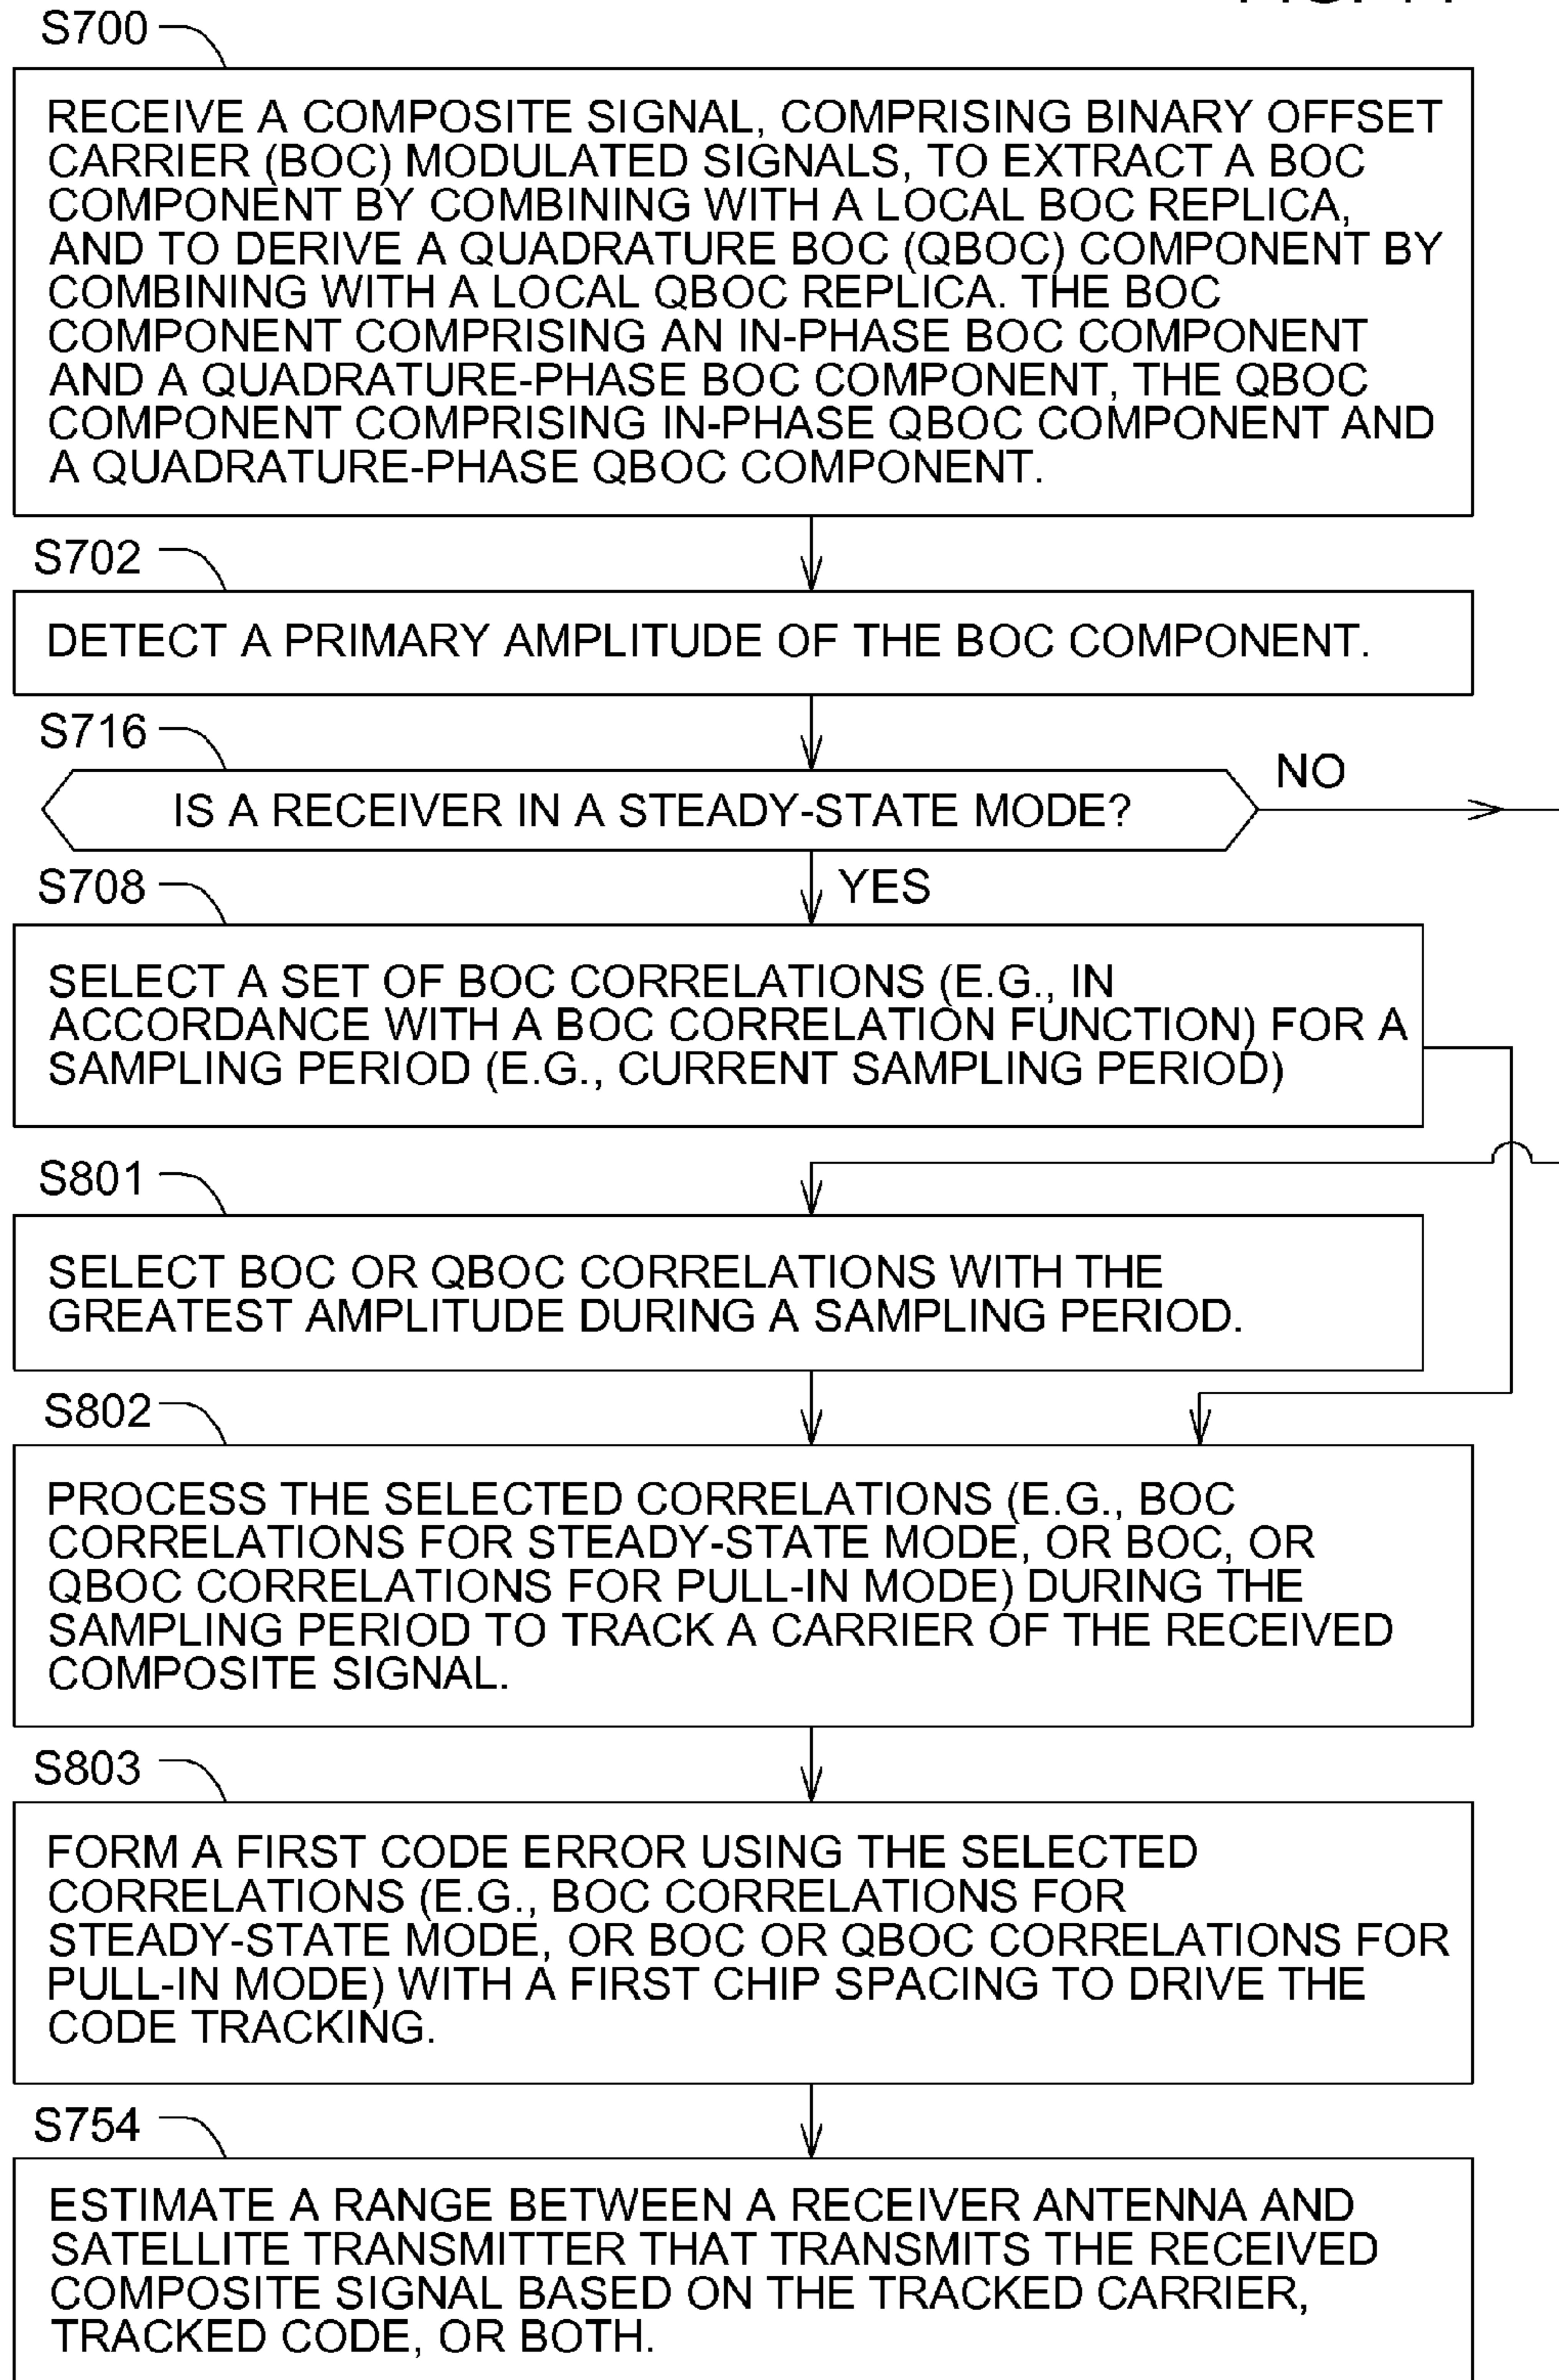 S700
RECEIVE A COMPOSITE SIGNAL, COMPRISING BINARY OFFSET
CARRIER (BOC) MODULATED SIGNALS, TO EXTRACT A BOC
COMPONENT BY COMBINING WITH A LOCAL BOC REPLICA,
AND TO DERIVE A QUADRATURE BOC (QBOC) COMPONENT BY
COMBINING WITH A LOCAL QBOC REPLICA. THE BOC
COMPONENT COMPRISING AN IN-PHASE BOC COMPONENT
AND A QUADRATURE-PHASE BOC COMPONENT, THE QBOC
COMPONENT COMPRISING IN-PHASE QBOC COMPONENT AND
A QUADRATURE-PHASE QBOC COMPONENT.
S702
DETECT A PRIMARY AMPLITUDE OF THE BOC COMPONENT.
S716
IS A RECEIVER IN A STEADY-STATE MODE?
NO
YES
S708
SELECT A SET OF BOC CORRELATIONS (E.G., IN
ACCORDANCE WITH A BOC CORRELATION FUNCTION) FOR A
SAMPLING PERIOD (E.G., CURRENT SAMPLING PERIOD)
S801
SELECT BOC OR QBOC CORRELATIONS WITH THE
GREATEST AMPLITUDE DURING A SAMPLING PERIOD.
S802
PROCESS THE SELECTED CORRELATIONS (E.G., BOC
CORRELATIONS FOR STEADY-STATE MODE, OR BOC, OR
QBOC CORRELATIONS FOR PULL-IN MODE) DURING THE
SAMPLING PERIOD TO TRACK A CARRIER OF THE RECEIVED
COMPOSITE SIGNAL.
S803
FORM A FIRST CODE ERROR USING THE SELECTED
CORRELATIONS (E.G., BOC CORRELATIONS FOR
STEADY-STATE MODE, OR BOC OR QBOC CORRELATIONS FOR
PULL-IN MODE) WITH A FIRST CHIP SPACING TO DRIVE THE
CODE TRACKING.
S754
ESTIMATE A RANGE BETWEEN A RECEIVER ANTENNA AND
SATELLITE TRANSMITTER THAT TRANSMITS THE RECEIVED
COMPOSITE SIGNAL BASED ON THE TRACKED CARRIER,
TRACKED CODE, OR BOTH.